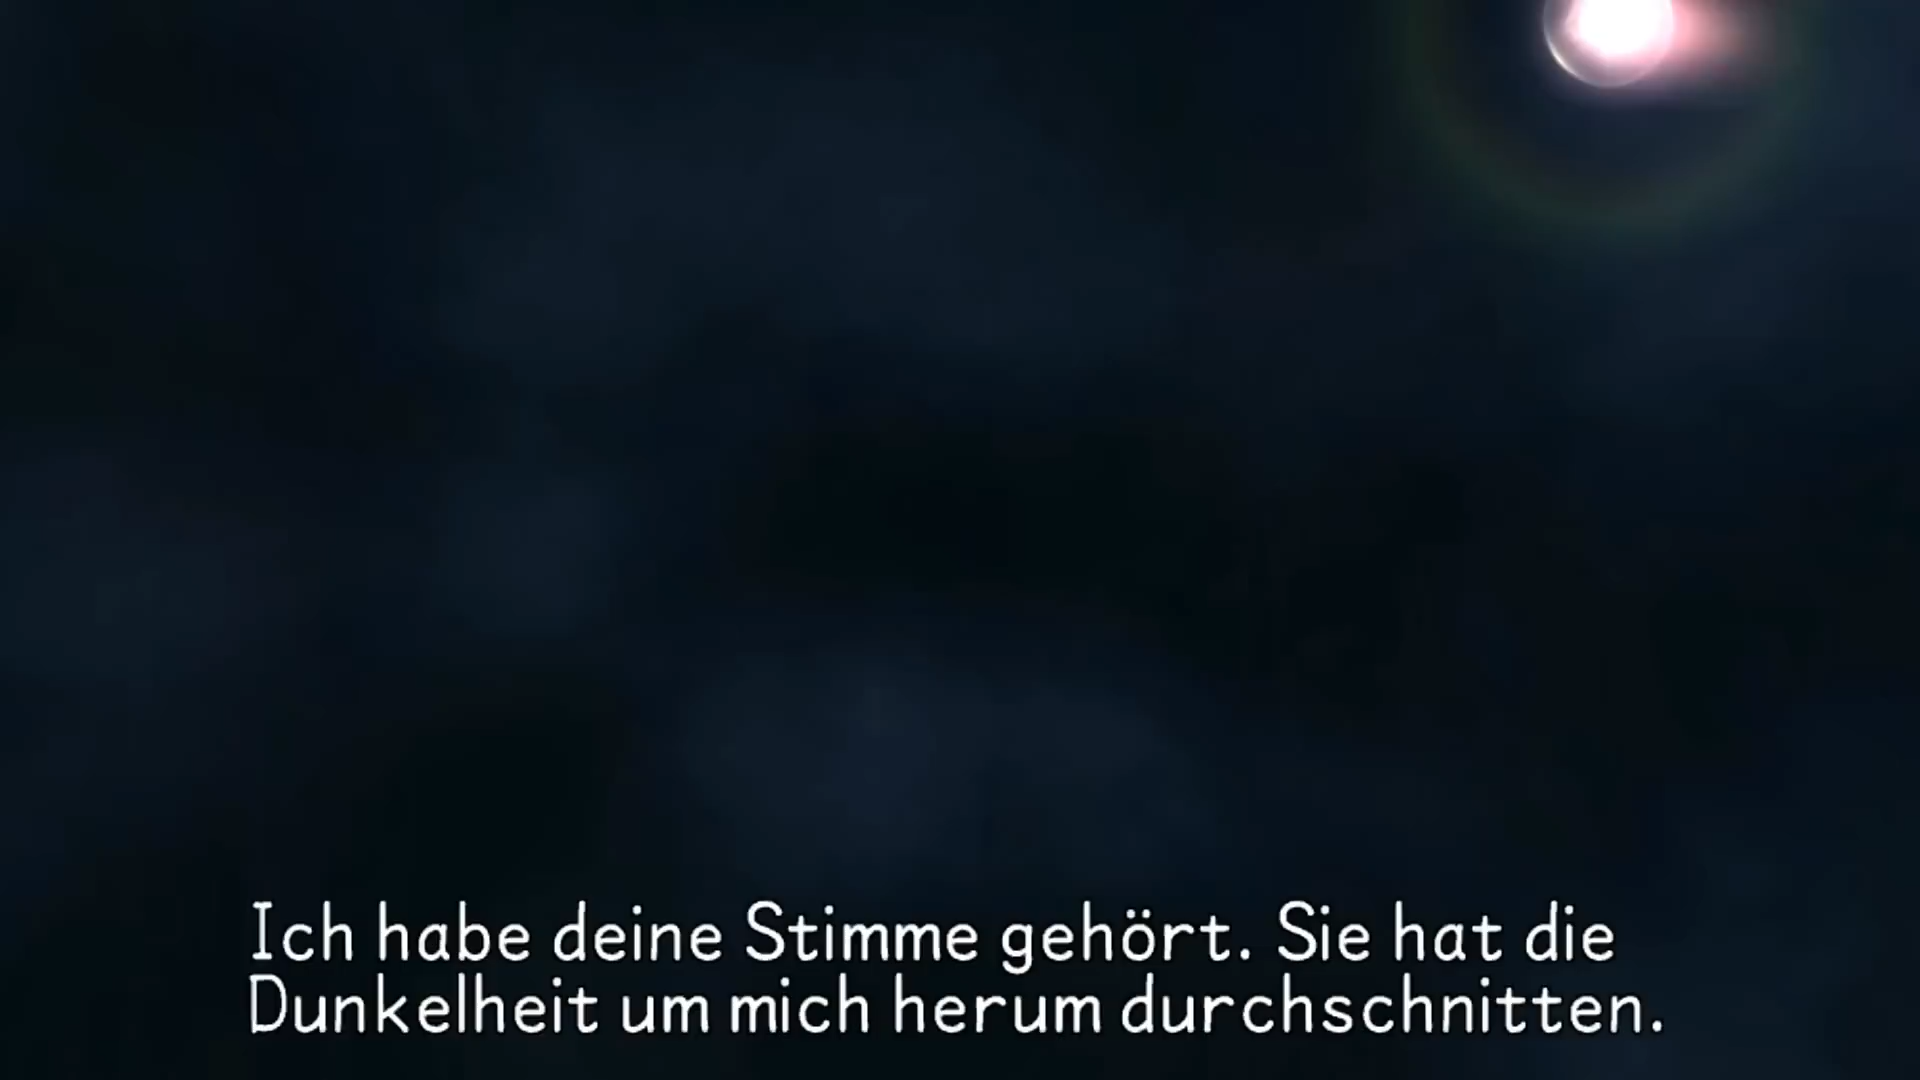 Ich habe deine Stimme gehört. Sie hat die
Dunkelheit um mich herum durchschnitten.